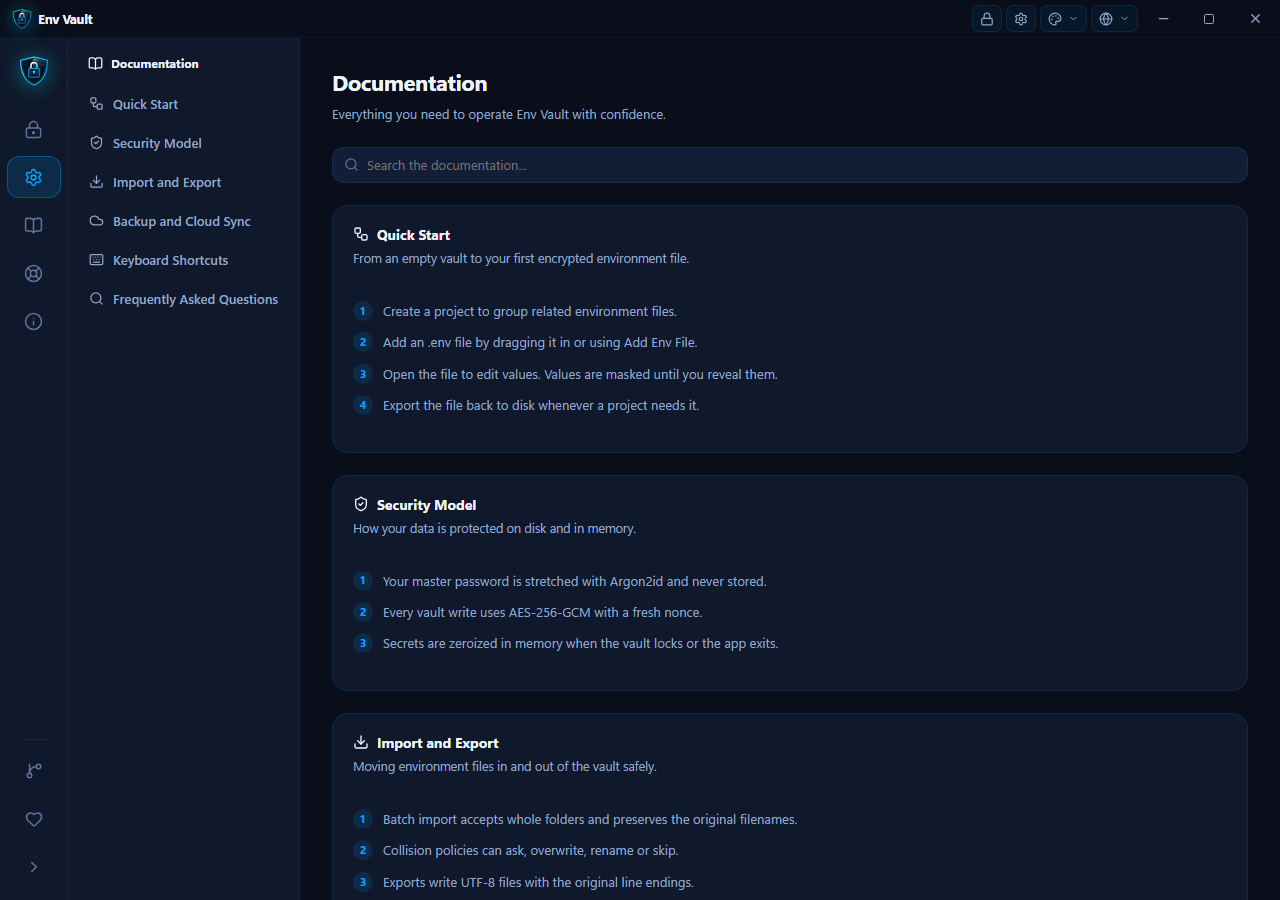 Env Vault
Documentation
Quick Start
Security Model
Import and Export
Backup and Cloud Sync
Keyboard Shortcuts
Frequently Asked Questions
Documentation
Everything you need to operate Env Vault with confidence.
Search the documentation...
Quick Start
From an empty vault to your first encrypted environment file.
1 Create a project to group related environment files.
2 Add an .env file by dragging it in or using Add Env File.
3 Open the file to edit values. Values are masked until you reveal them.
4 Export the file back to disk whenever a project needs it.
Security Model
How your data is protected on disk and in memory.
1 Your master password is stretched with Argon2id and never stored.
2 Every vault write uses AES-256-GCM with a fresh nonce.
3 Secrets are zeroized in memory when the vault locks or the app exits.
Import and Export
Moving environment files in and out of the vault safely.
1 Batch import accepts whole folders and preserves the original filenames.
2 Collision policies can ask, overwrite, rename or skip.
3 Exports write UTF-8 files with the original line endings.